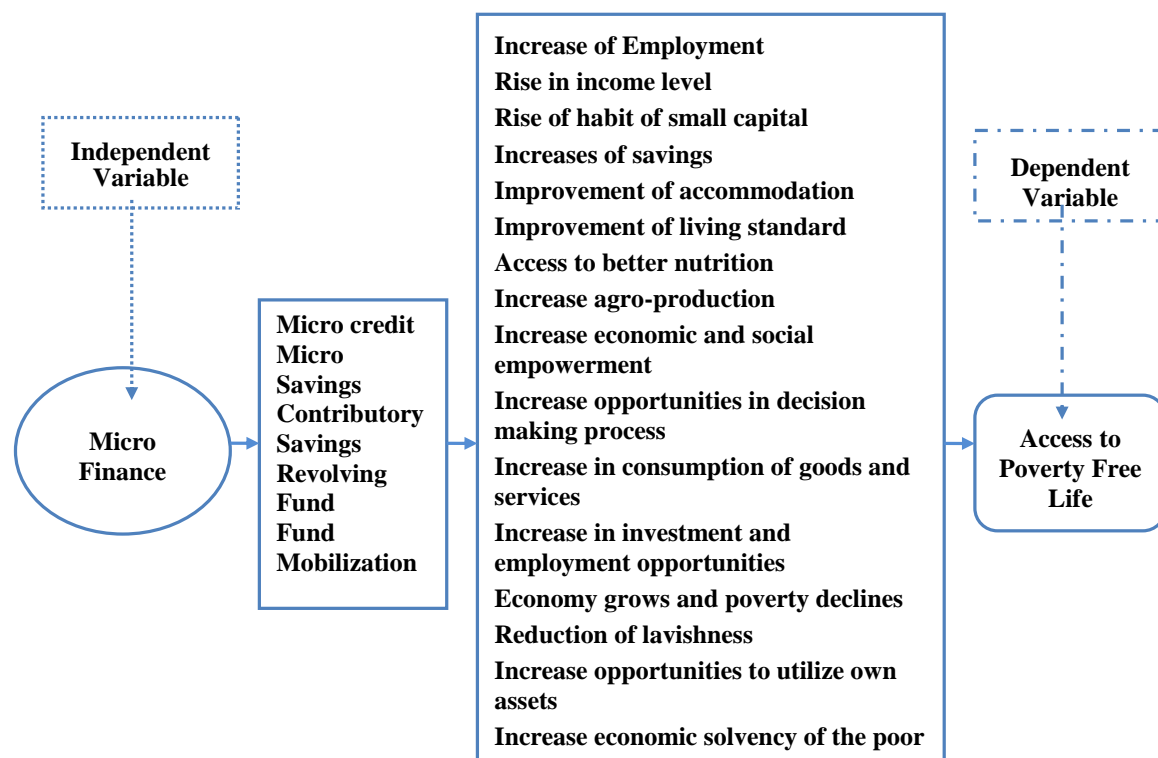 Independent
Variable
Micro
Finance
Micro credit
Micro
Savings
Contributory
Savings
Revolving
Fund
Fund
Mobilization
Increase of Employment
Rise in income level
Rise of habit of small capital
Increases of savings
Improvement of accommodation
Improvement of living standard
Access to better nutrition
Increase agro-production
Increase economic and social
empowerment
Increase opportunities in decision
making process
Increase in consumption of goods and
services
Increase in investment and
employment opportunities
Economy grows and poverty declines
Reduction of lavishness
Increase opportunities to utilize own
assets
Increase economic solvency of the poor
Dependent
Variable
Access to
Poverty Free
Life